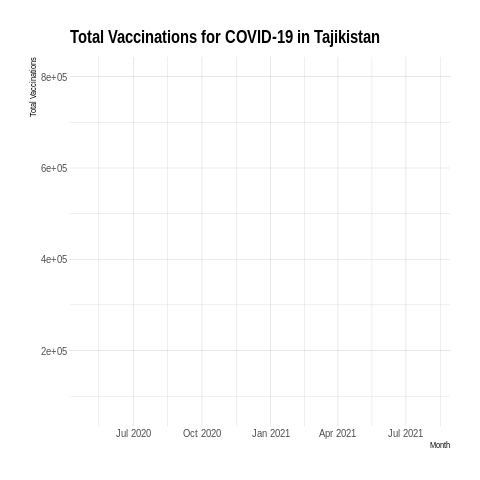 Total Vaccinations for COVID-19 in Tajikistan
Total Vaccinations
8e+05
6e+05
4e+05
2e+05
Jul 2020 Oct 2020 Jan 2021 Apr 2021 Jul 2021
Month